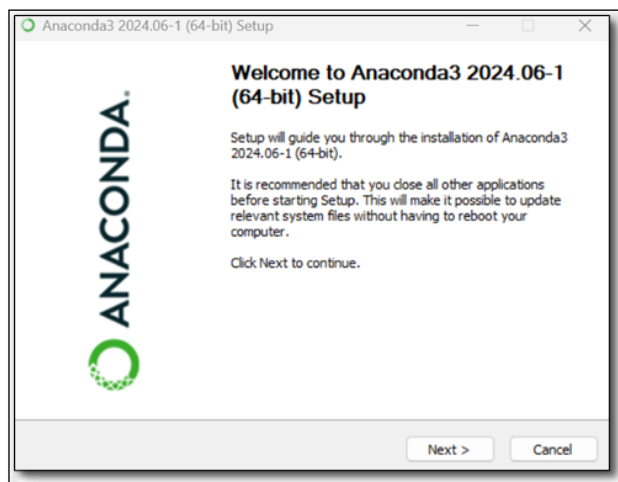 Anaconda3 2024.06-1 (64-bit) Setup
ANACONDA.
Welcome to Anaconda3 2024.06-1
(64-bit) Setup
Setup will guide you through the installation of Anaconda3
2024.06-1 (64-bit).
It is recommended that you close all other applications
before starting Setup. This will make it possible to update
relevant system files without having to reboot your
computer.
Click Next to continue.
Next >
Cancel